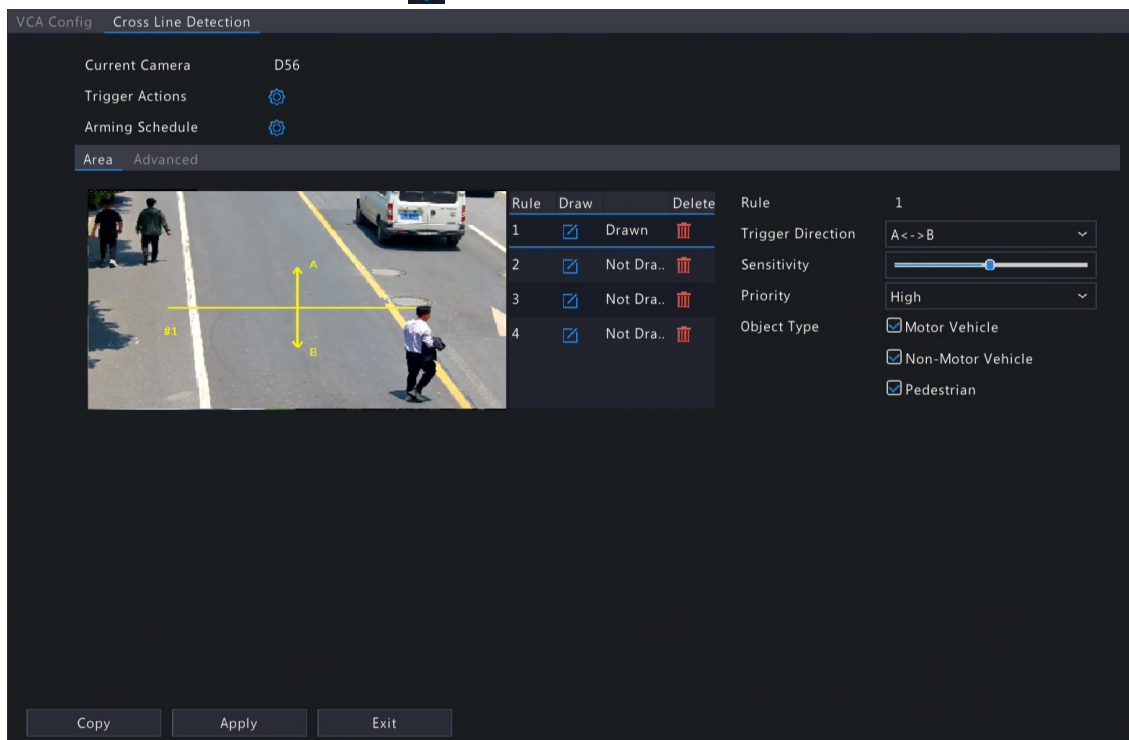 VCA Config Cross Line Detection
Current Camera D56
Trigger Actions
Arming Schedule
Area Advanced
Rule Draw Delete
1 Drawn
2 Not Dra..
3 Not Dra..
4 Not Dra..
#1
A
B
Rule 1
Trigger Direction A<->B
Sensitivity
Priority High
Object Type Motor Vehicle
Non-Motor Vehicle
Pedestrian
Copy Apply Exit